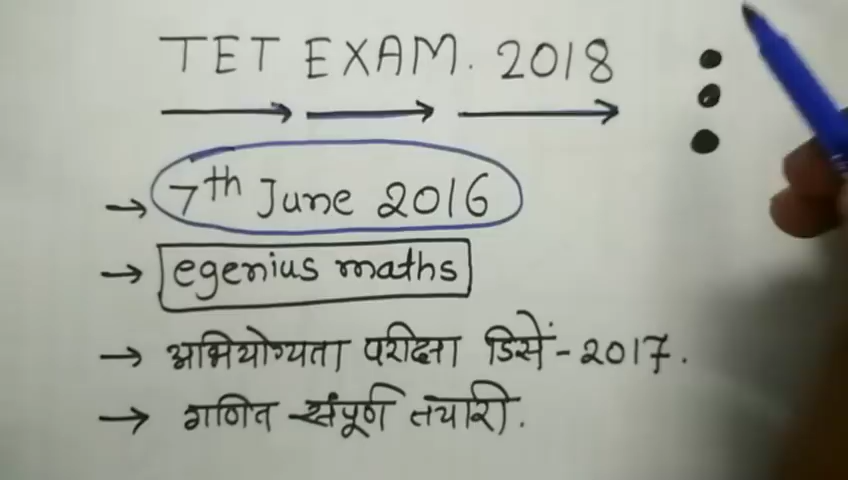 TET EXAM. 2018
→ 7th June 2016
→ egenius maths
→ अभियोग्यता परीक्षा डिसें - 2017.
→ गणित संपूर्ण तयारी.